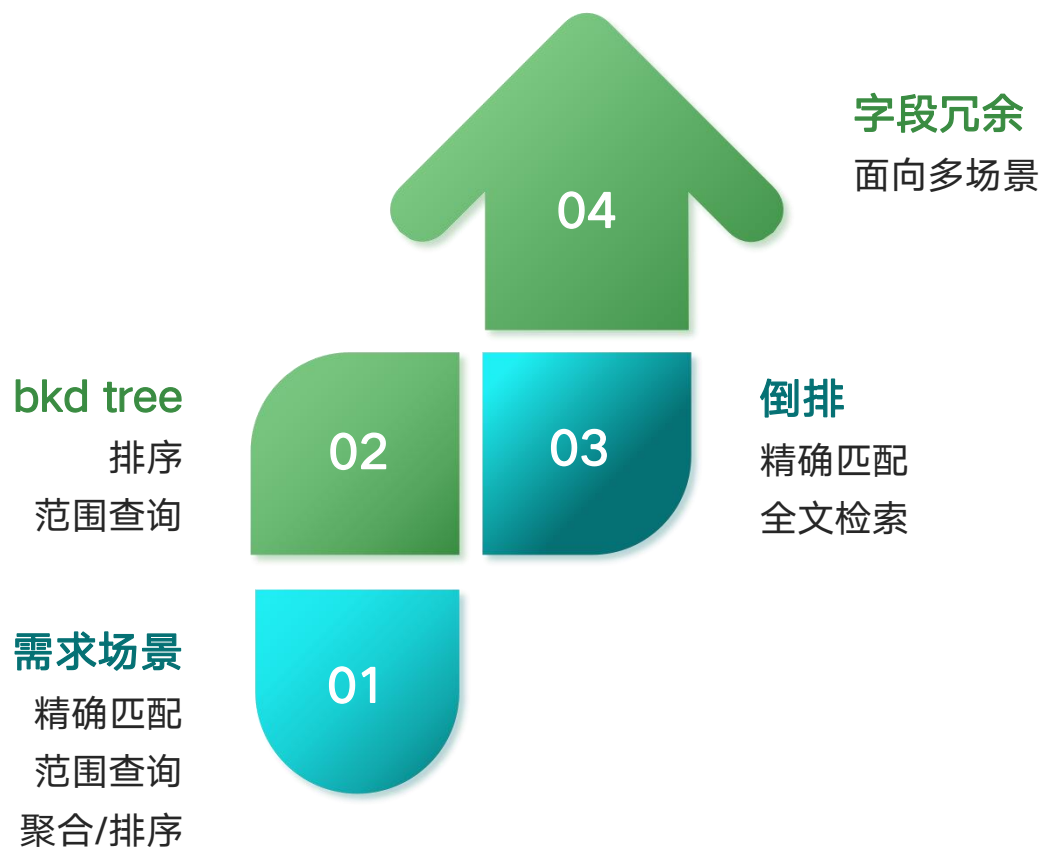 字段冗余
面向多场景
04
bkd tree
排序
范围查询
02
03
倒排
精确匹配
全文检索
需求场景
精确匹配
范围查询
聚合/排序
01